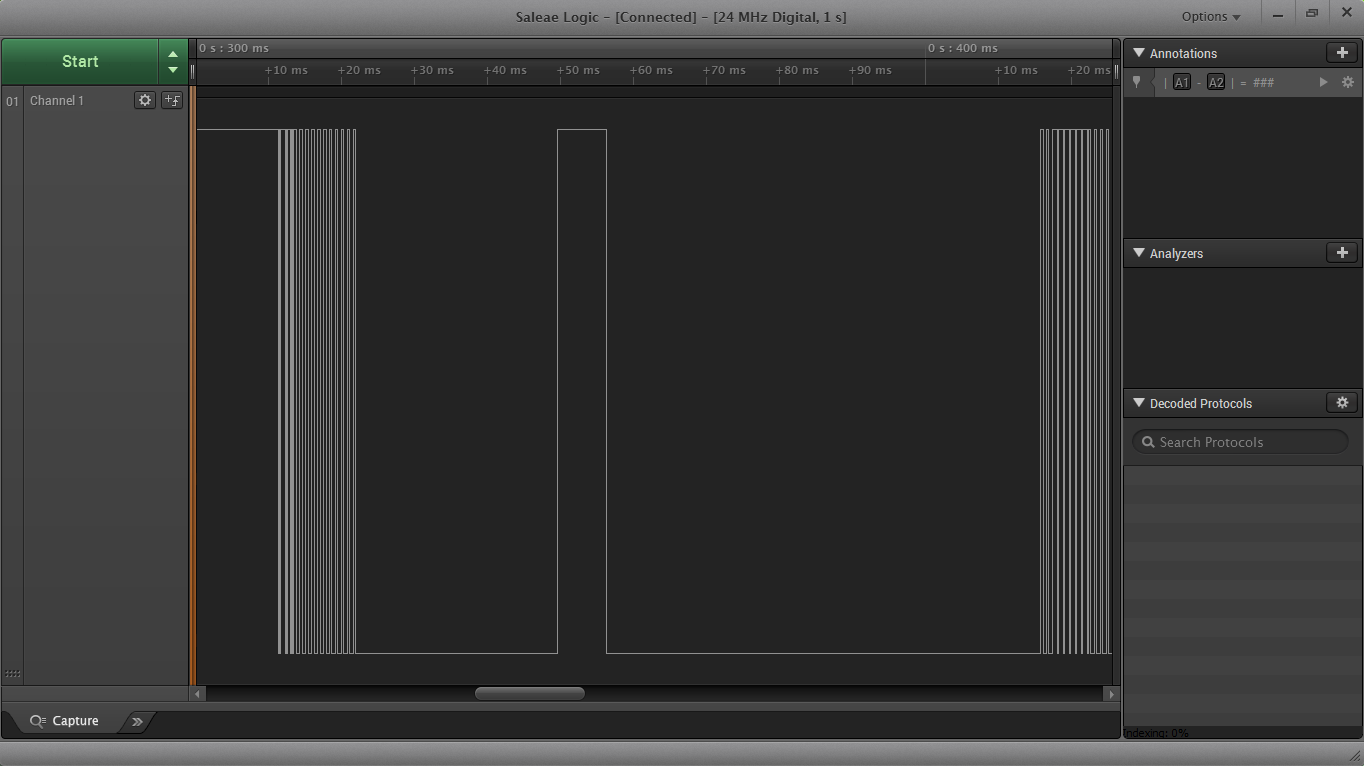 Saleae Logic - [Connected] - [24 MHz Digital, 1 s]
Options
Start
0 s : 300 ms
0 s : 400 ms
+10 ms +20 ms +30 ms +40 ms +50 ms +60 ms +70 ms +80 ms +90 ms +10 ms +20 ms
Annotations
| A1 - A2 | = ###
01 Channel 1
Analyzers
Decoded Protocols
Search Protocols
Capture
ndexing: 0%